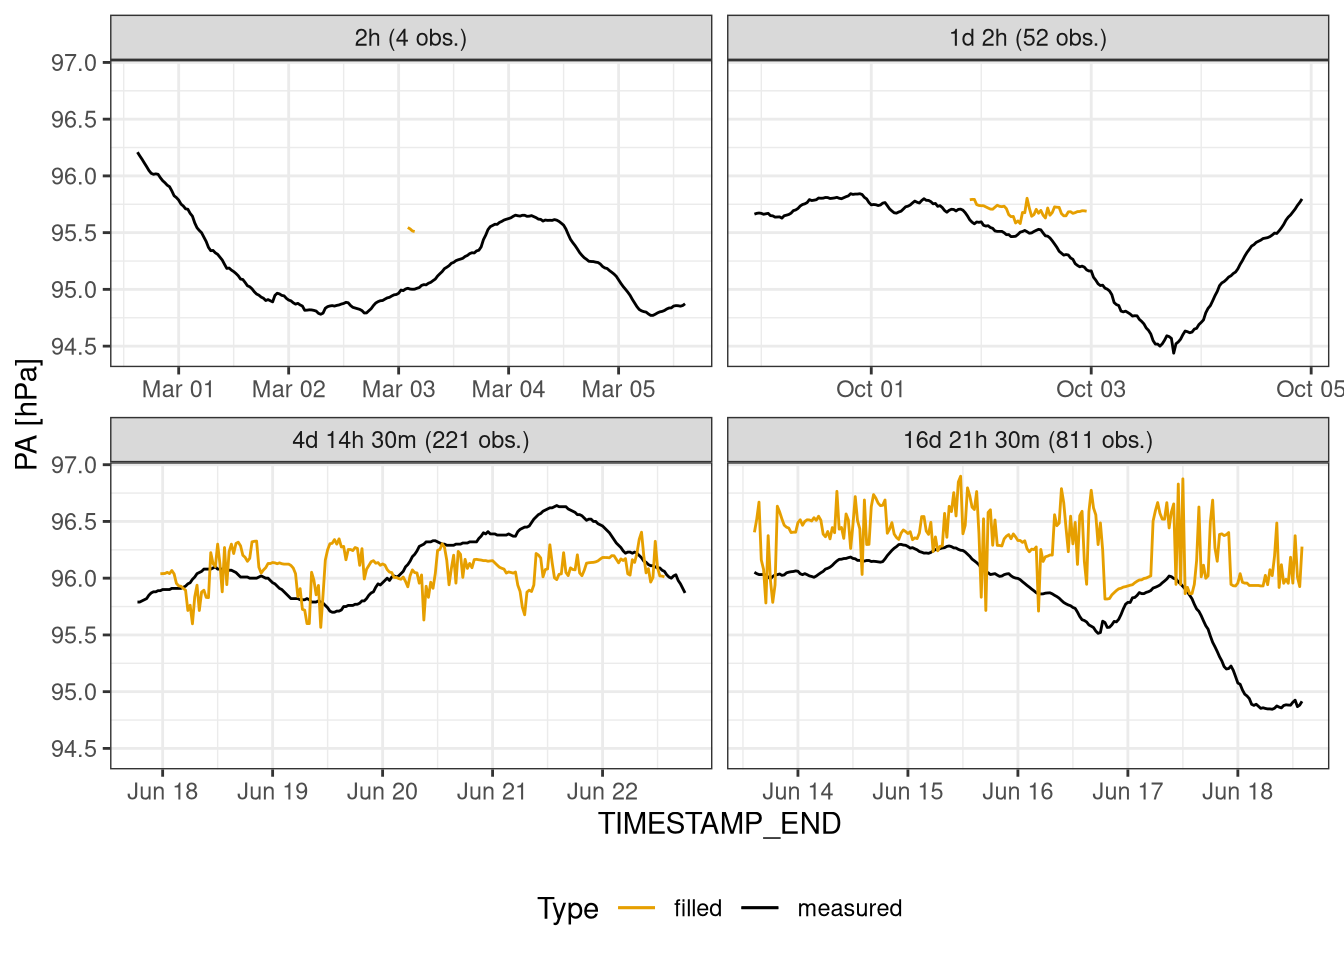 2h (4 obs.)
1d 2h (52 obs.)
97.0
96.5
96.0
95.5
95.0
94.5
Mar 01 Mar 02 Mar 03 Mar 04 Mar 05
Oct 01 Oct 03 Oct 05
PA [hPa]
4d 14h 30m (221 obs.)
16d 21h 30m (811 obs.)
97.0
96.5
96.0
95.5
95.0
94.5
Jun 18 Jun 19 Jun 20 Jun 21 Jun 22
Jun 14 Jun 15 Jun 16 Jun 17 Jun 18
TIMESTAMP_END
Type filled measured